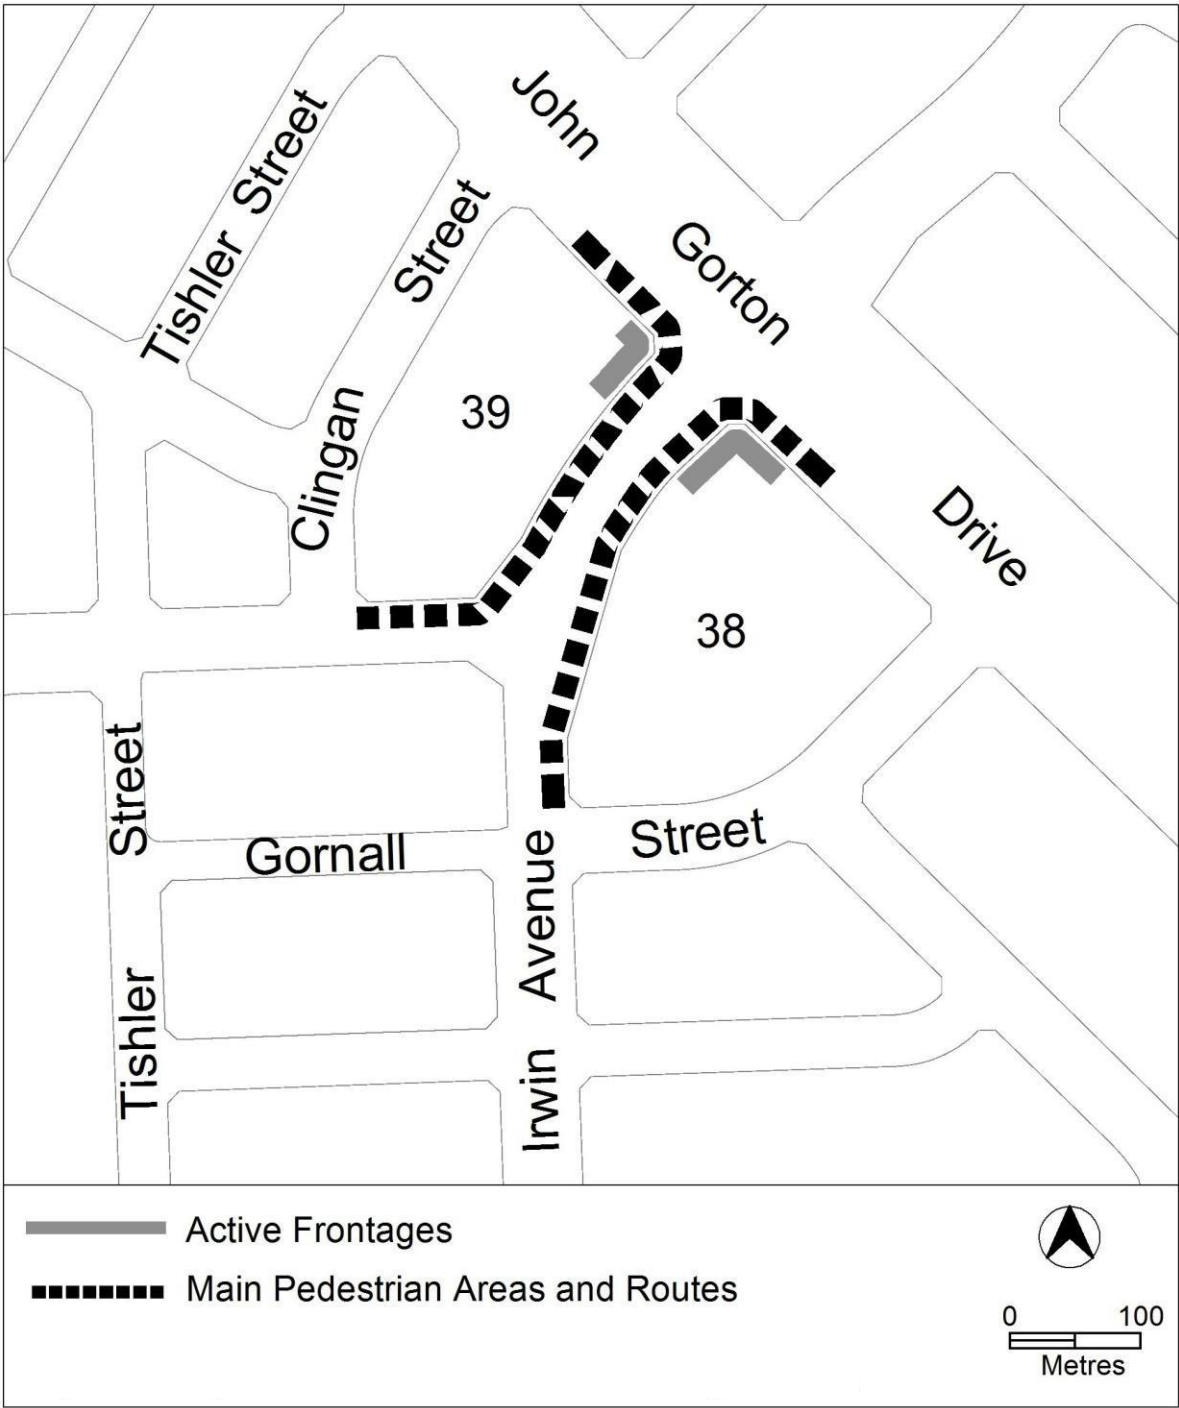 John
Gorton
Drive
Tishler Street
Clingan
Street
39
38
Tishler
Street
Gornall
Street
Irwin
Avenue
Active Frontages
Main Pedestrian Areas and Routes
0 100
Metres